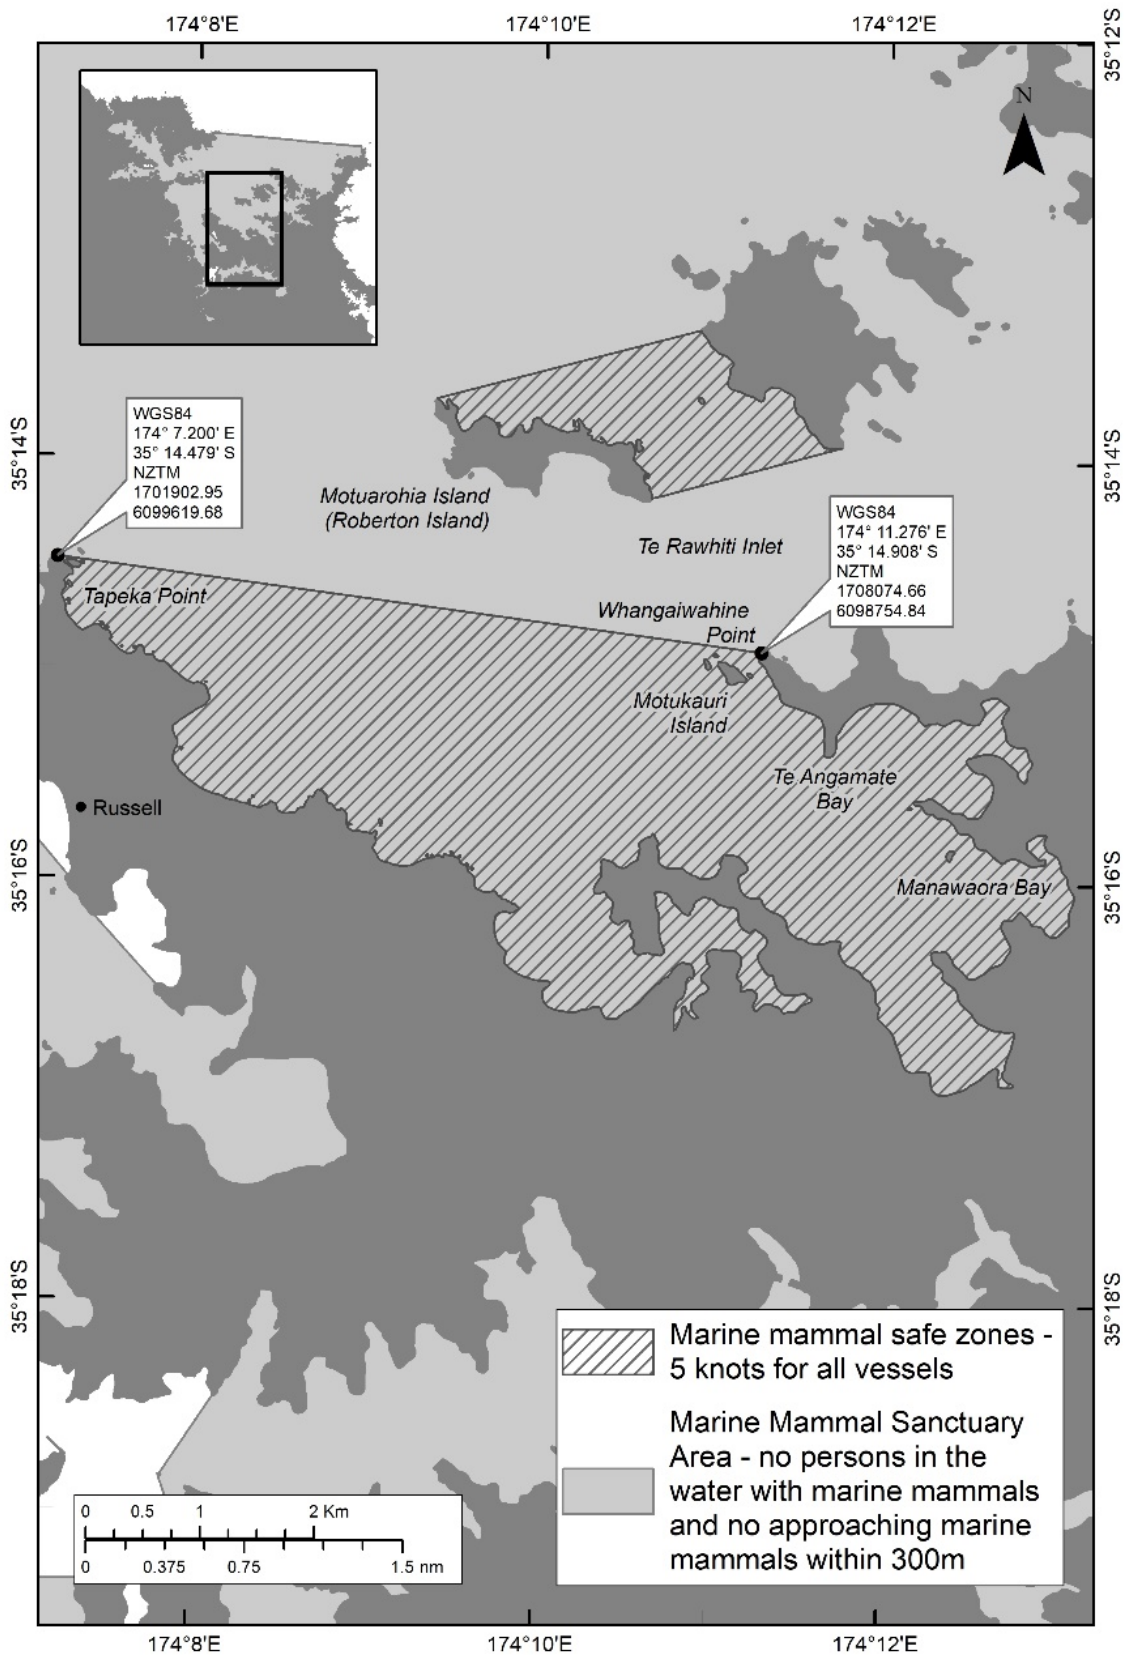 174°8'E
174°10'E
174°12'E
35°12'S
N
35°14'S
35°14'S
WGS84
174° 7.200' E
35° 14.479' S
NZTM
1701902.95
6099619.68
Motuarohia Island
(Roberton Island)
WGS84
174° 11.276' E
35° 14.908' S
NZTM
1708074.66
6098754.84
Te Rawhiti Inlet
Tapeka Point
Whangaiwahine
Point
Motukauri
Island
Te Angamate
Bay
Russell
35°16'S
35°16'S
Manawaora Bay
35°18'S
35°18'S
Marine mammal safe zones -
5 knots for all vessels
Marine Mammal Sanctuary
Area - no persons in the
water with marine mammals
and no approaching marine
mammals within 300m
0 0.5 1 2 Km
0 0.375 0.75 1.5 nm
174°8'E
174°10'E
174°12'E